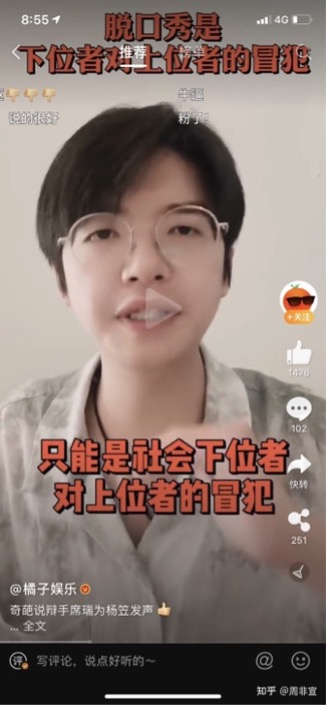 8:55
4G
脱口秀是
下位者对上位者的冒犯
推荐
说的很好
牛逼
粉了!
+关注
1476
只能是社会下位者
对上位者的冒犯
102
快转
251
@橘子娱乐
奇葩说辩手席瑞为杨笠发声👍
... 全文
评 写评论，说点好听的～
知乎 @周非宣